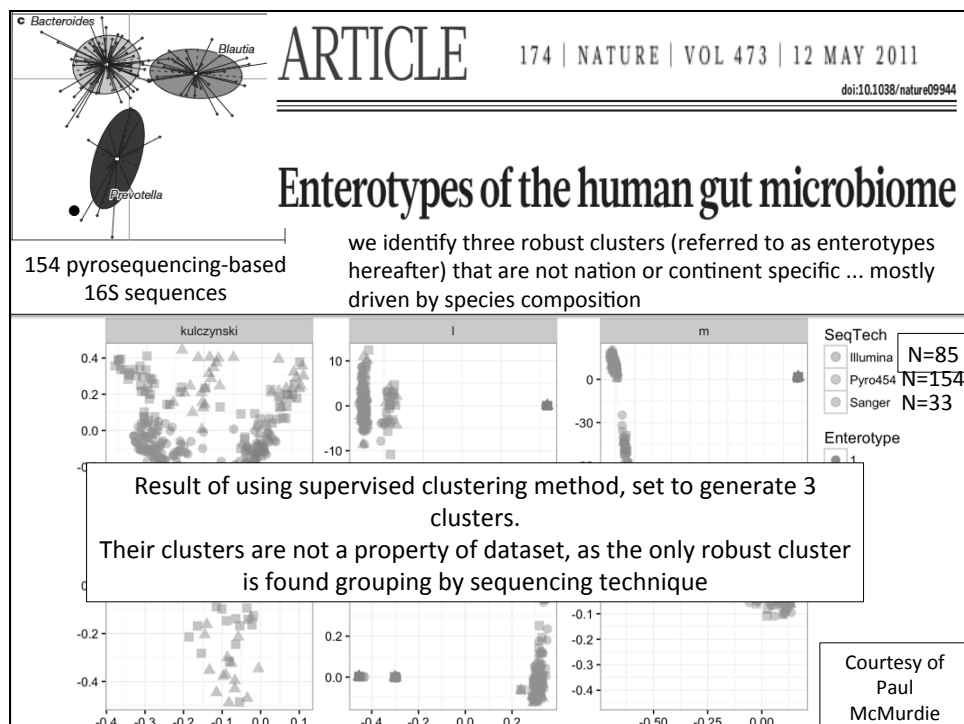 c Bacteroides
Blautia
Prevotella
ARTICLE
174 | NATURE | VOL 473 | 12 MAY 2011
doi:10.1038/nature09944
Enterotypes of the human gut microbiome
154 pyrosequencing-based
16S sequences
we identify three robust clusters (referred to as enterotypes
hereafter) that are not nation or continent specific ... mostly
driven by species composition
kulczynski
l
m
0.4
0.2
0.0
10
5
0
-5
-10
0
-30
SeqTech
Illumina N=85
Pyro454 N=154
Sanger N=33
Enterotype
1
Result of using supervised clustering method, set to generate 3
clusters.
Their clusters are not a property of dataset, as the only robust cluster
is found grouping by sequencing technique
-0.2
-0.4
0.2
0.0
-0.1
-0.2
-0.3
-0.4
-0.4 -0.3 -0.2 -0.1 0.0 0.1
-0.4 -0.2 0.0 0.2
-0.50 -0.25 0.00
Courtesy of
Paul
McMurdie